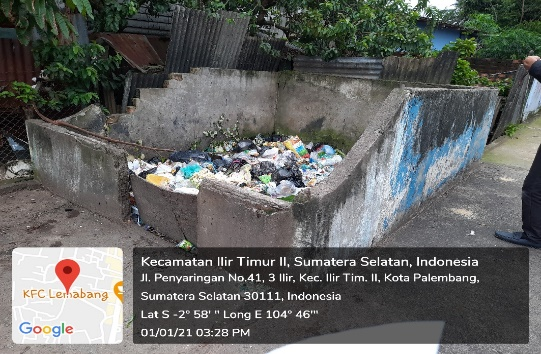 Kecamatan Ilir Timur II, Sumatera Selatan, Indonesia
Jl. Penyaringan No.41, 3 Ilir, Kec. Ilir Tim. II, Kota Palembang,
Sumatera Selatan 30111, Indonesia
Lat S -2° 58' '' Long E 104° 46'''
01/01/21 03:28 PM
KFC Lemabang
Google